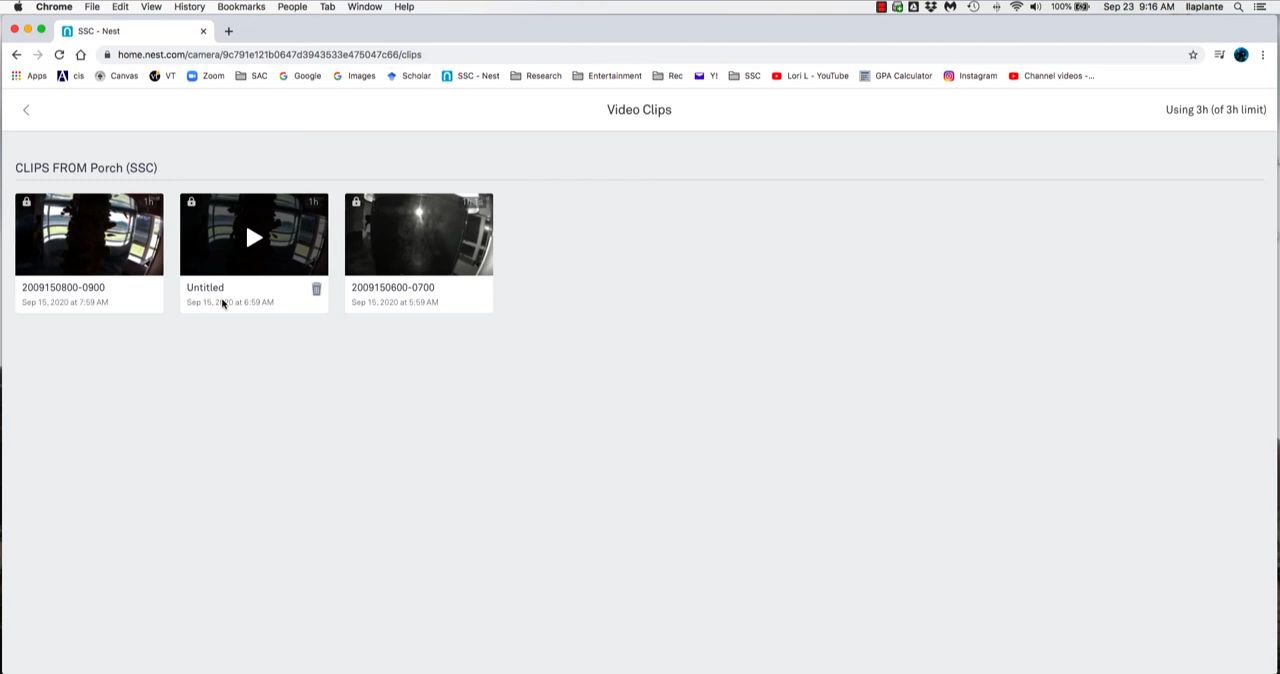 Chrome File Edit View History Bookmarks People Tab Window Help 100% Sep 23 9:16 AM llaplante
SSC - Nest
home.nest.com/camera/9c791e121b0647d3943533e475047c66/clips
Apps cis Canvas VT Zoom SAC Google Images Scholar SSC - Nest Research Entertainment Rec Y! SSC Lori L - YouTube GPA Calculator Instagram Channel videos -...
Video Clips Using 3h (of 3h limit)
CLIPS FROM Porch (SSC)
1h 1h
2009150800-0900 Untitled 2009150600-0700
Sep 15, 2020 at 7:59 AM Sep 15, 2020 at 6:59 AM Sep 15, 2020 at 5:59 AM